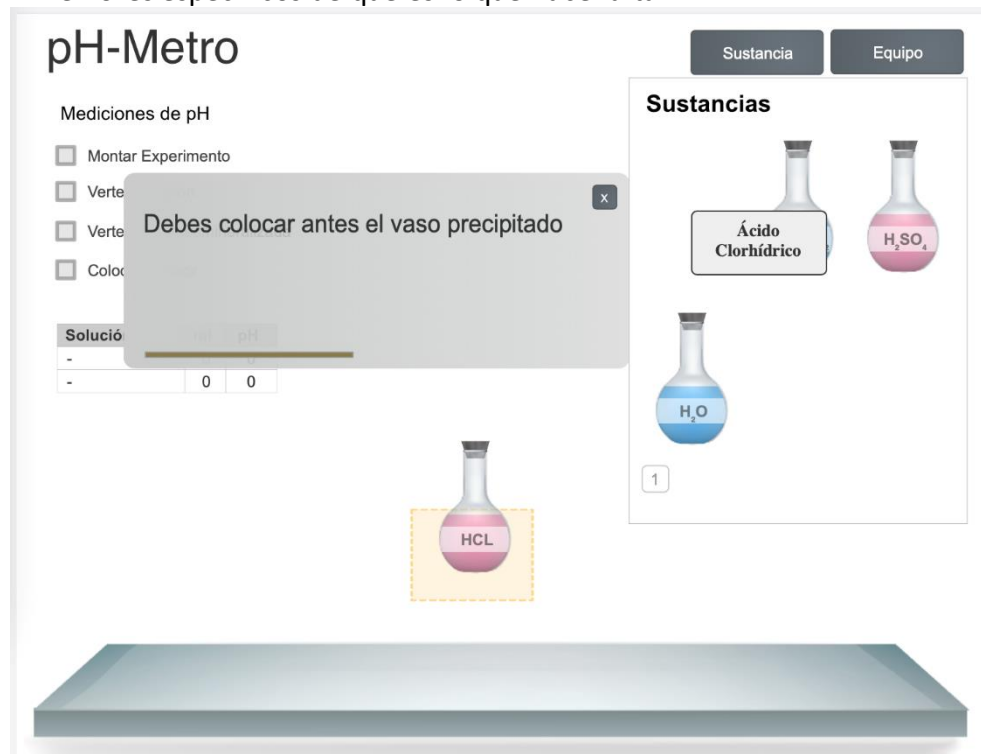 pH-Metro
Sustancia
Equipo
Mediciones de pH
Montar Experimento
Verte
Verte
Coloc
x
Debes colocar antes el vaso precipitado
Solució
pH
-
-
0
0
Sustancias
Ácido
Clorhídrico
H₂SO₄
H₂O
1
HCL